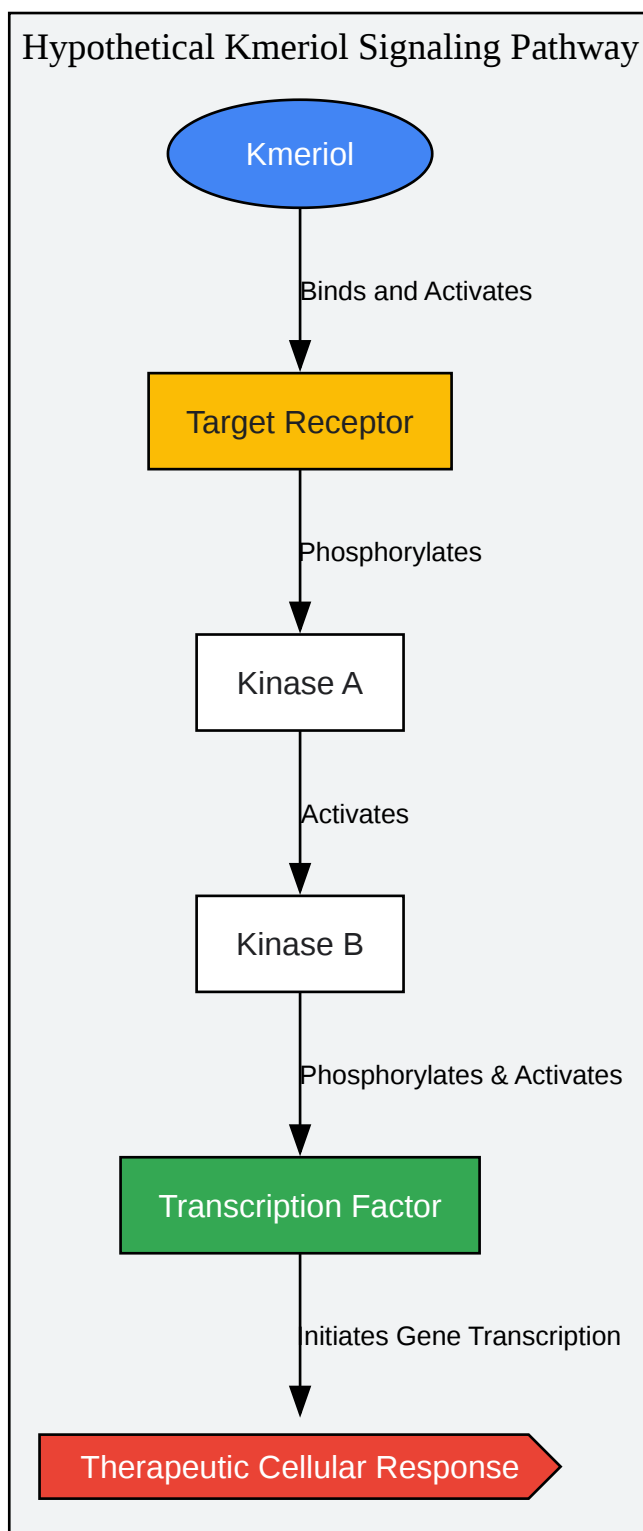 Hypothetical Kmeriol Signaling Pathway
Kmeriol
Binds and Activates
Target Receptor
Phosphorylates
Kinase A
Activates
Kinase B
Phosphorylates & Activates
Transcription Factor
Initiates Gene Transcription
Therapeutic Cellular Response